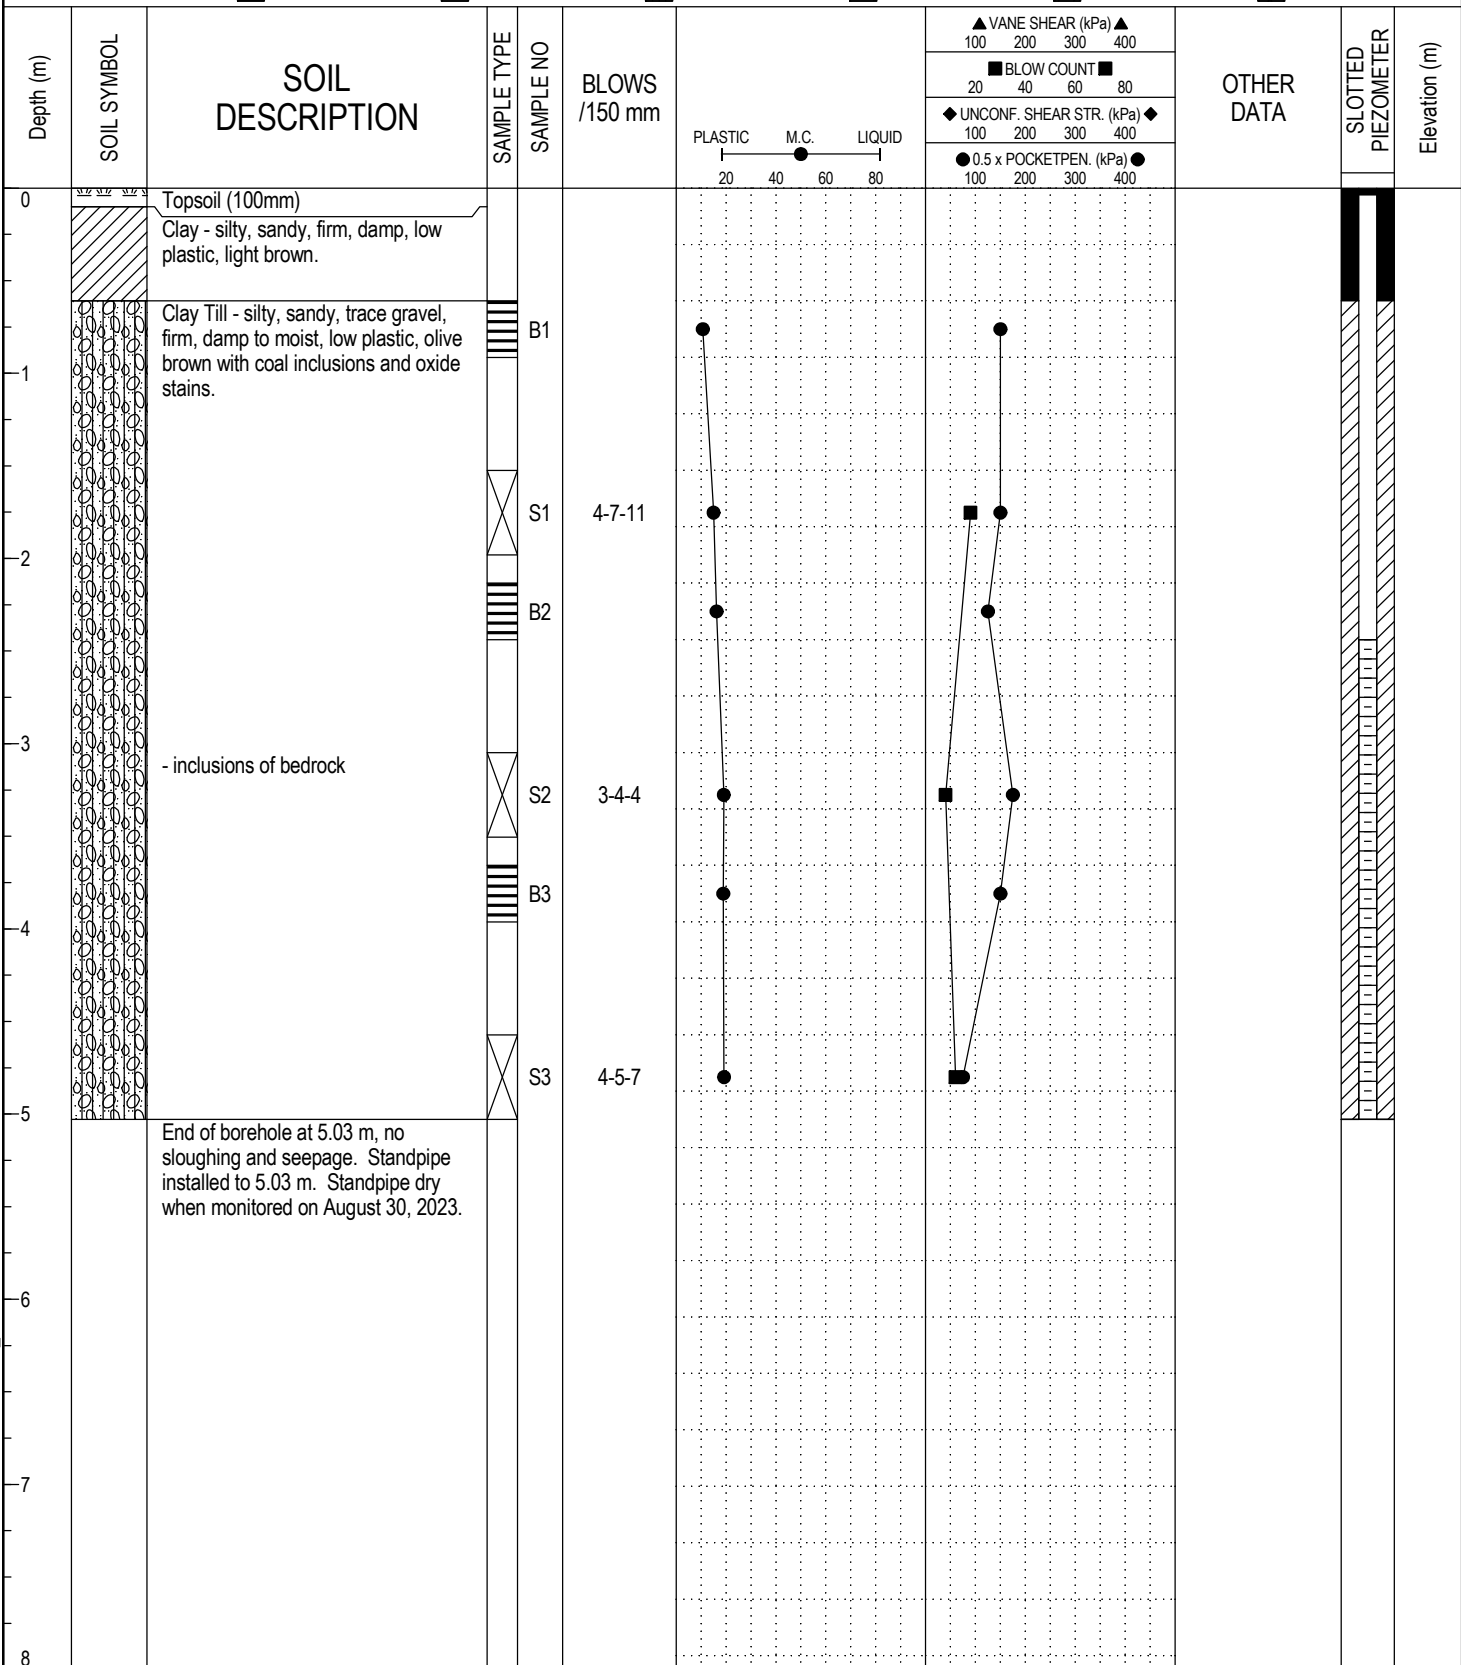 Depth (m)
SOIL SYMBOL
SOIL
DESCRIPTION
SAMPLE TYPE
SAMPLE NO
BLOWS
/150 mm
PLASTIC M.C. LIQUID
20 40 60 80
▲ VANE SHEAR (kPa) ▲
100 200 300 400
■ BLOW COUNT ■
20 40 60 80
◆ UNCONF. SHEAR STR. (kPa) ◆
100 200 300 400
● 0.5 x POCKETPEN. (kPa) ●
100 200 300 400
OTHER
DATA
SLOTTED
PIEZOMETER
Elevation (m)
0
Topsoil (100mm)
Clay - silty, sandy, firm, damp, low
plastic, light brown.
Clay Till - silty, sandy, trace gravel,
firm, damp to moist, low plastic, olive
brown with coal inclusions and oxide
stains.
B1
1
S1 4-7-11
2
B2
3
- inclusions of bedrock
S2 3-4-4
B3
4
S3 4-5-7
5
End of borehole at 5.03 m, no
sloughing and seepage. Standpipe
installed to 5.03 m. Standpipe dry
when monitored on August 30, 2023.
6
7
8